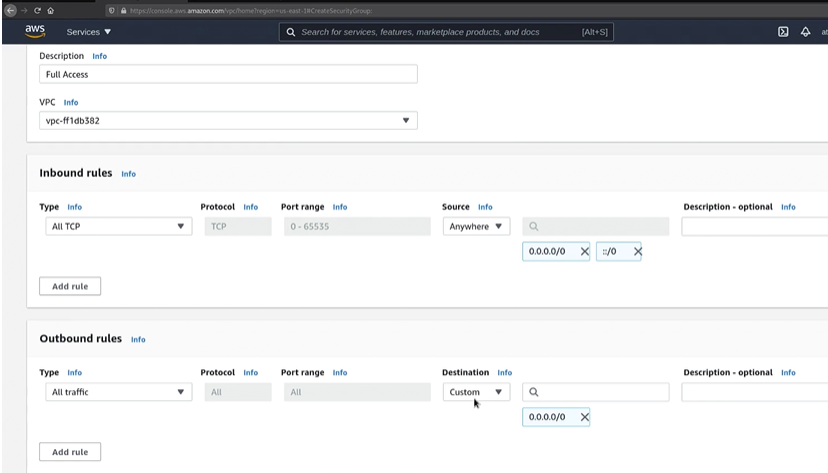 https://console.aws.amazon.com/vpc/home?region=us-east-1#CreateSecurityGroup:
aws Services Search for services, features, marketplace products, and docs [Alt+S]
Description Info
Full Access
VPC Info
vpc-ff1db382
Inbound rules Info
Type Info Protocol Info Port range Info Source Info Description - optional Info
All TCP TCP 0 - 65535 Anywhere
0.0.0.0/0 ::/0
Add rule
Outbound rules Info
Type Info Protocol Info Port range Info Destination Info Description - optional Info
All traffic All All Custom
0.0.0.0/0
Add rule